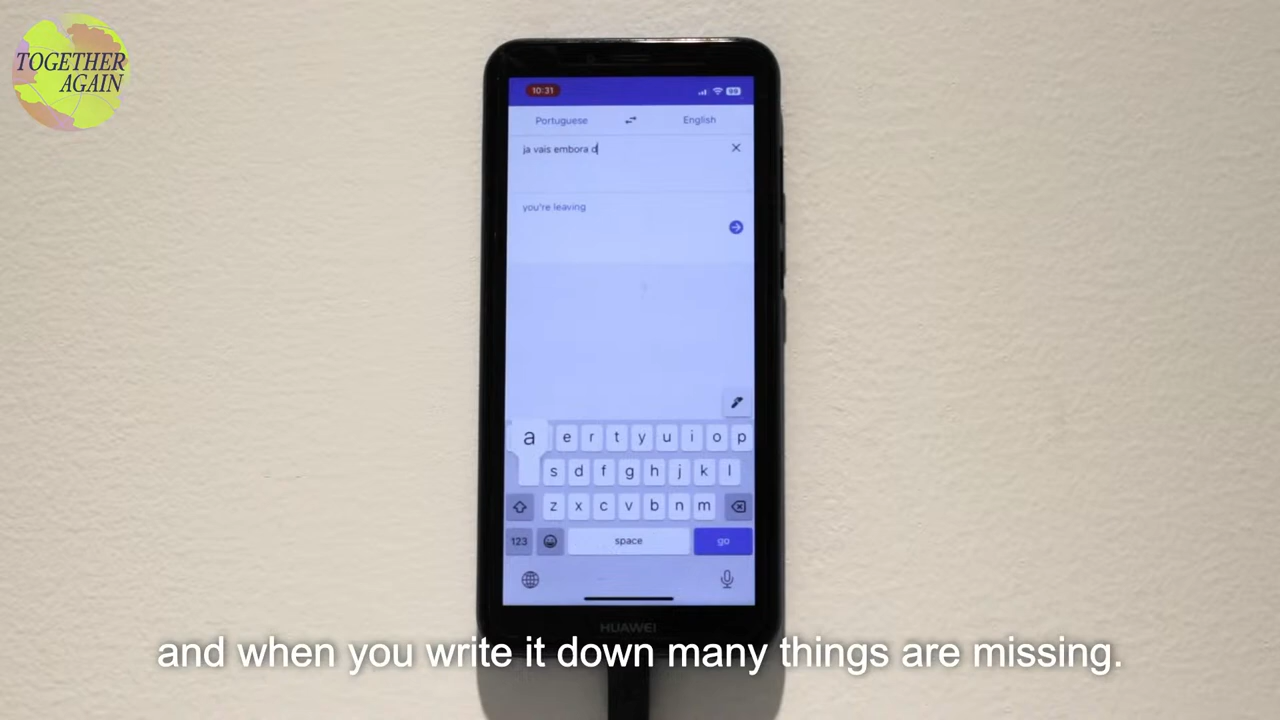 TOGETHER
AGAIN
10:31
99
Portuguese
English
ja vais embora d
you're leaving
a e r t y u i o p
s d f g h j k l
z x c v b n m
123
space
go
HUAWEI
and when you write it down many things are missing.